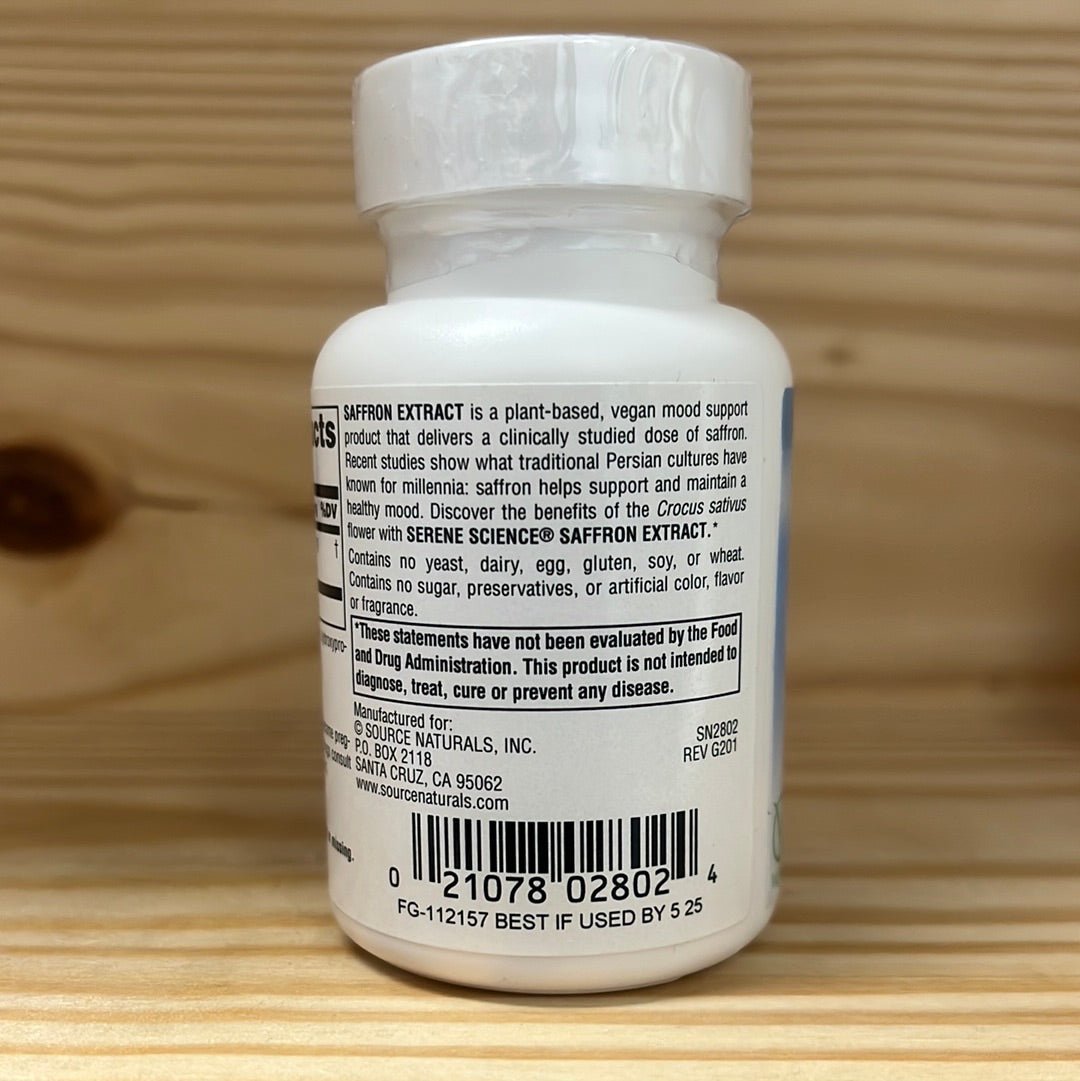 cts
%DV
†
SAFFRON EXTRACT is a plant-based, vegan mood support
product that delivers a clinically studied dose of saffron.
Recent studies show what traditional Persian cultures have
known for millennia: saffron helps support and maintain a
healthy mood. Discover the benefits of the Crocus sativus
flower with SERENE SCIENCE® SAFFRON EXTRACT.*
Contains no yeast, dairy, egg, gluten, soy, or wheat.
Contains no sugar, preservatives, or artificial color, flavor
or fragrance.
*These statements have not been evaluated by the Food
and Drug Administration. This product is not intended to
diagnose, treat, cure or prevent any disease.
Manufactured for:
© SOURCE NATURALS, INC.
P.O. BOX 2118
SANTA CRUZ, CA 95062
www.sourcenaturals.com
SN2802
REV G201
consult
missing.
0 21078 02802 4
FG-112157 BEST IF USED BY 5 25